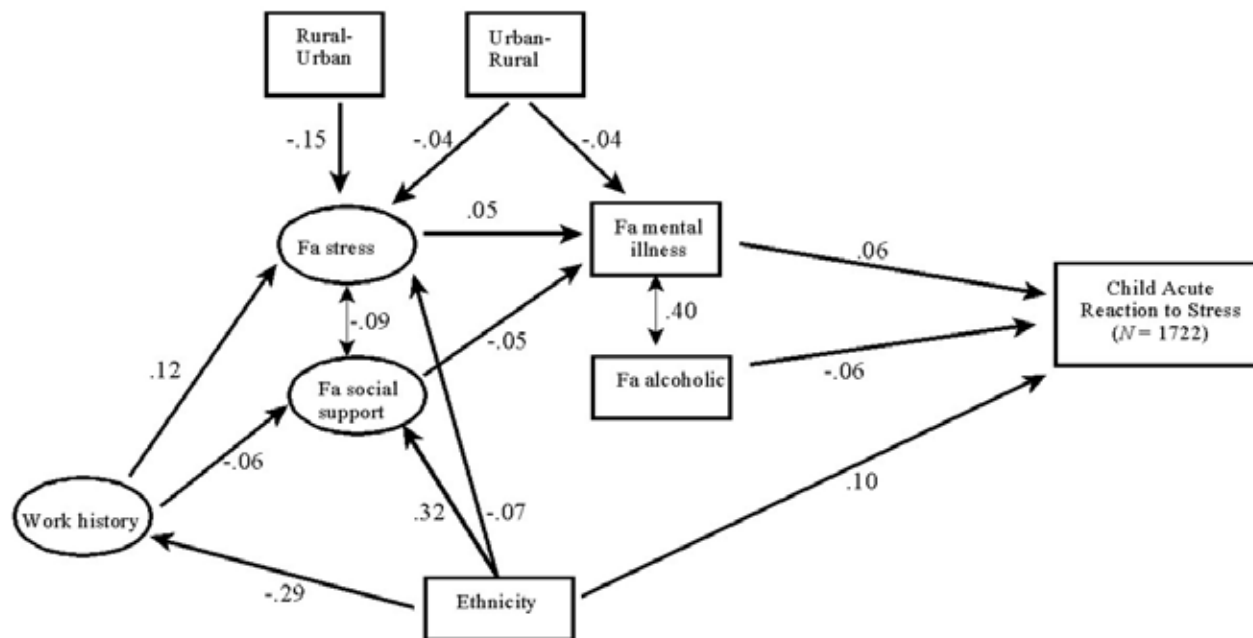 Rural-
Urban
Urban-
Rural
-.15
-.04
-.04
Fa stress
.05
Fa mental
illness
.06
Child Acute
Reaction to Stress
(N = 1722)
-.09
.40
-.05
.12
Fa social
support
Fa alcoholic
-.06
-.06
.10
Work history
.32
-.07
-.29
Ethnicity